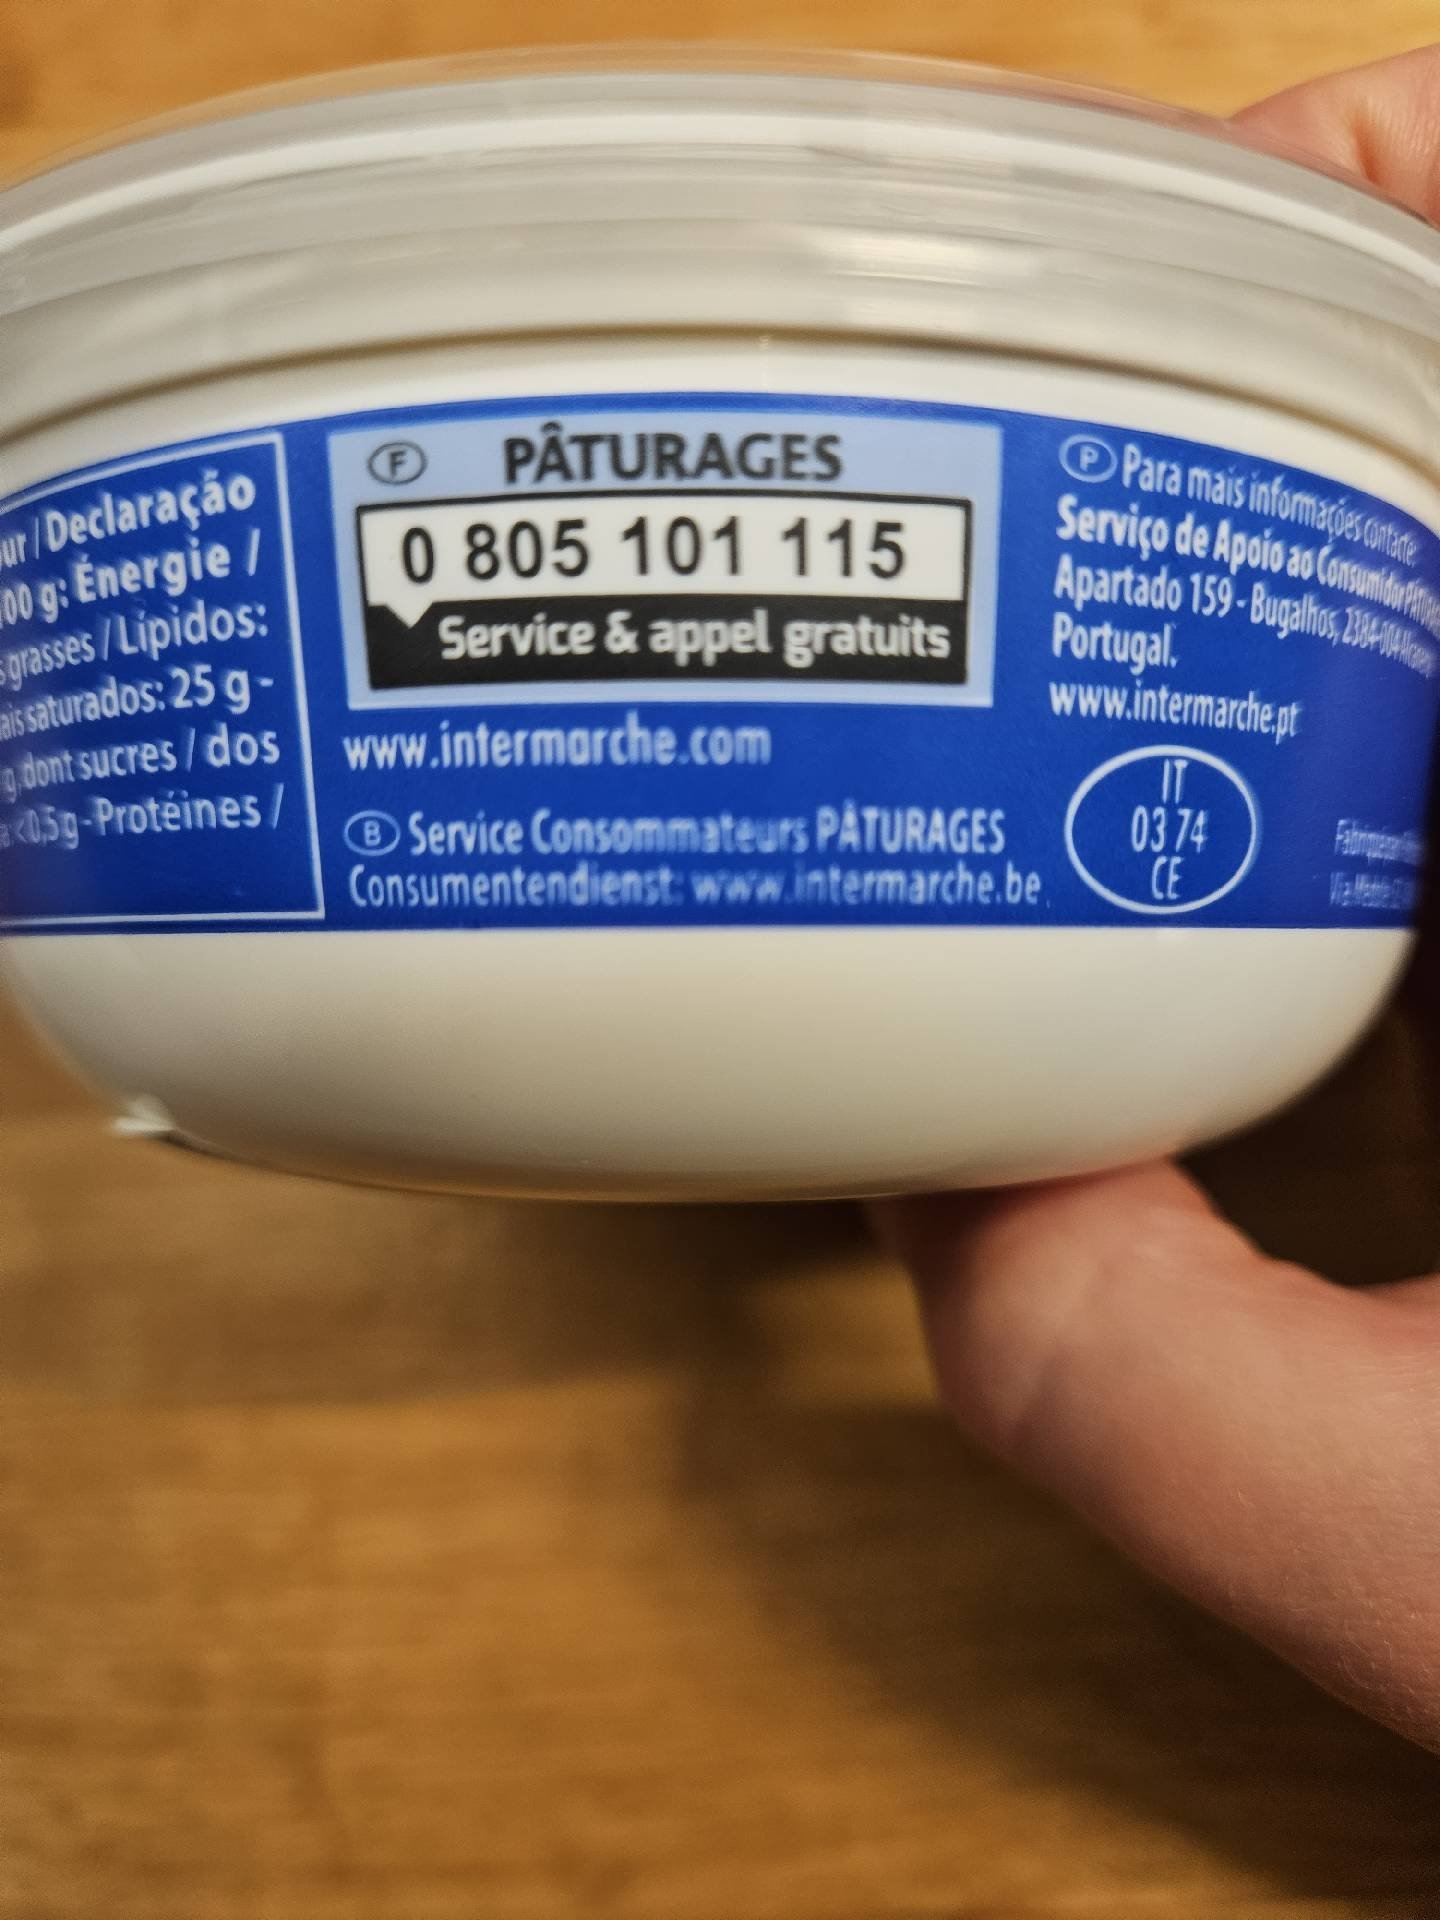 ur / Declaração
00 g: Énergie /
grasses / Lípidos:
ais saturados: 25 g -
g, dont sucres / dos
<0,5 g - Protéines /
F PÂTURAGES
0 805 101 115
Service & appel gratuits
www.intermarche.com
B Service Consommateurs PÂTURAGES
Consumentendienst: www.intermarche.be
P Para mais informações contacte:
Serviço de Apoio ao Consumidor
Apartado 159 - Bugalhos, 2384-004
Portugal.
www.intermarche.pt
IT
03 74
CE